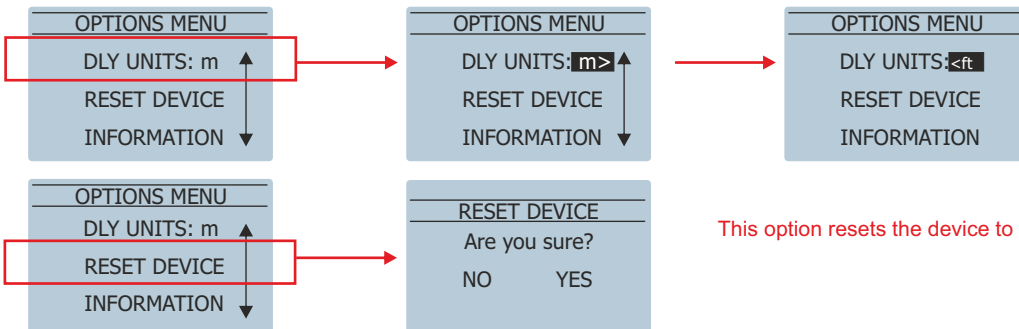 OPTIONS MENU
DLY UNITS: m
RESET DEVICE
INFORMATION
OPTIONS MENU
DLY UNITS: m>
RESET DEVICE
INFORMATION
OPTIONS MENU
DLY UNITS:<ft
RESET DEVICE
INFORMATION
OPTIONS MENU
DLY UNITS: m
RESET DEVICE
INFORMATION
RESET DEVICE
Are you sure?
NO YES
This option resets the device to